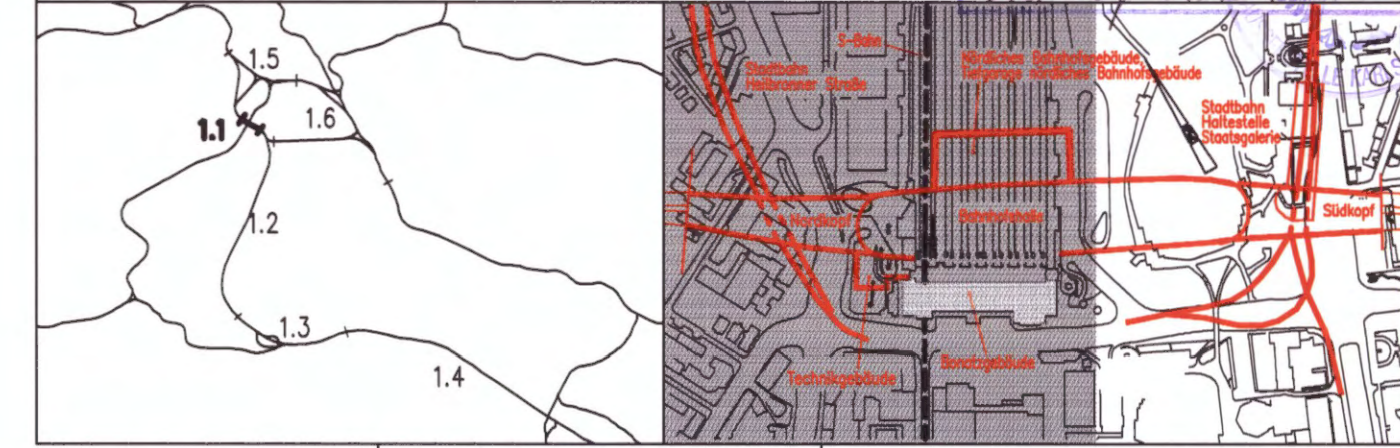 1.5
1.6
1.1
1.2
1.3
1.4
S-Bahn
Stadtbahn
Heilbronner Straße
Nördliches Bahnhofsgebäude,
Tiefgarage nördliches Bahnhofsgebäude
Stadtbahn
Haltestelle
Staatsgalerie
Nordkopf
Bahnhofshalle
Südkopf
Technikgebäude
Bonatzgebäude